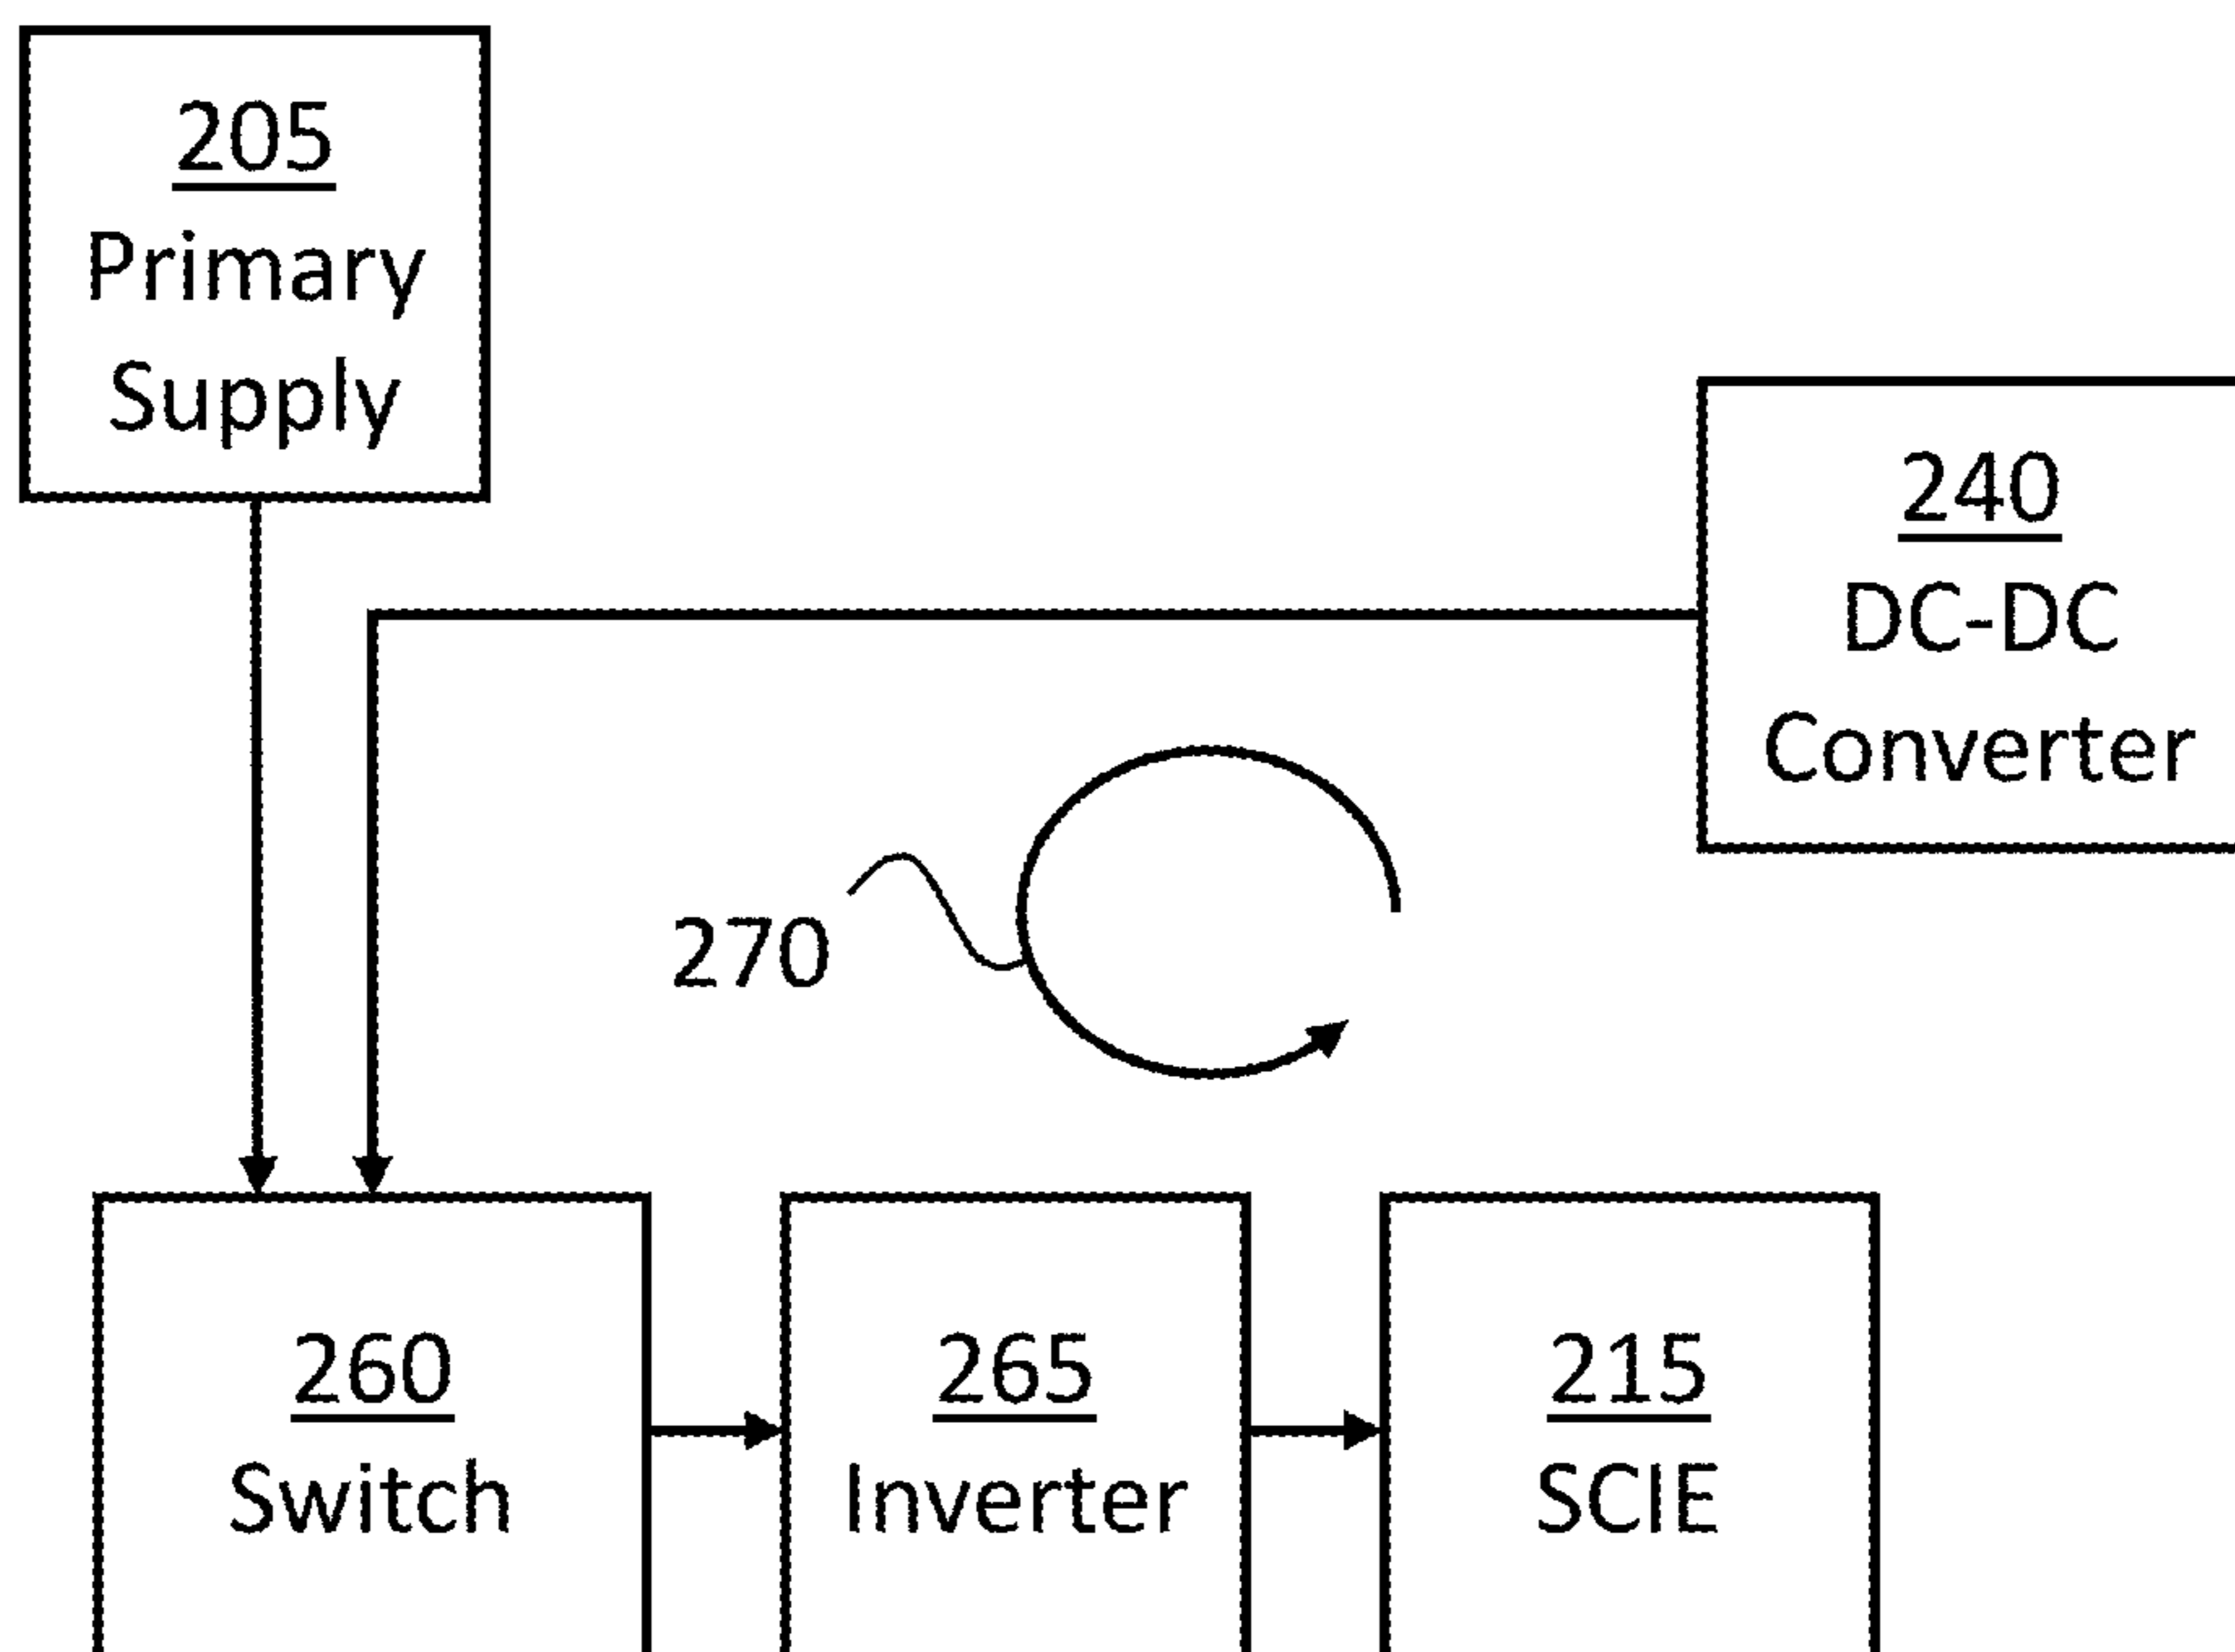 205
Primary
Supply
240
DC-DC
Converter
270
260
Switch
265
Inverter
215
SCIE